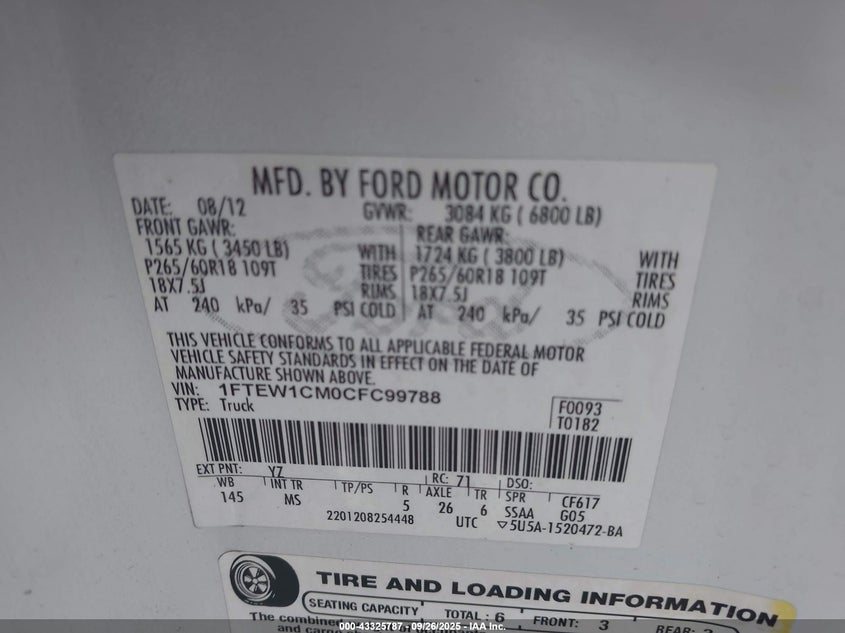 MFD. BY FORD MOTOR CO.
DATE: 08/12 GVWR: 3084 KG ( 6800 LB)
FRONT GAWR: REAR GAWR:
1565 KG ( 3450 LB) WITH 1724 KG ( 3800 LB) WITH
P265/60R18 109T TIRES P265/60R18 109T TIRES
18X7.5J RIMS 18X7.5J RIMS
AT 240 kPa/ 35 PSI COLD AT 240 kPa/ 35 PSI COLD
THIS VEHICLE CONFORMS TO ALL APPLICABLE FEDERAL MOTOR
VEHICLE SAFETY STANDARDS IN EFFECT ON THE DATE OF
MANUFACTURE SHOWN ABOVE.
VIN: 1FTEW1CM0CFC99788
TYPE: Truck
F0093
T0182
EXT PNT: YZ RC: 71 DSO:
WB INT TR TP/PS R AXLE TR SPR CF617
145 MS 5 26 6 SSAA G05
2201208254448 UTC ▽5U5A-1520472-BA
TIRE AND LOADING INFORMATION
SEATING CAPACITY TOTAL : 6 FRONT: 3 REAR:
The combined
000-43325787 - 09/26/2025 - IAA Inc.